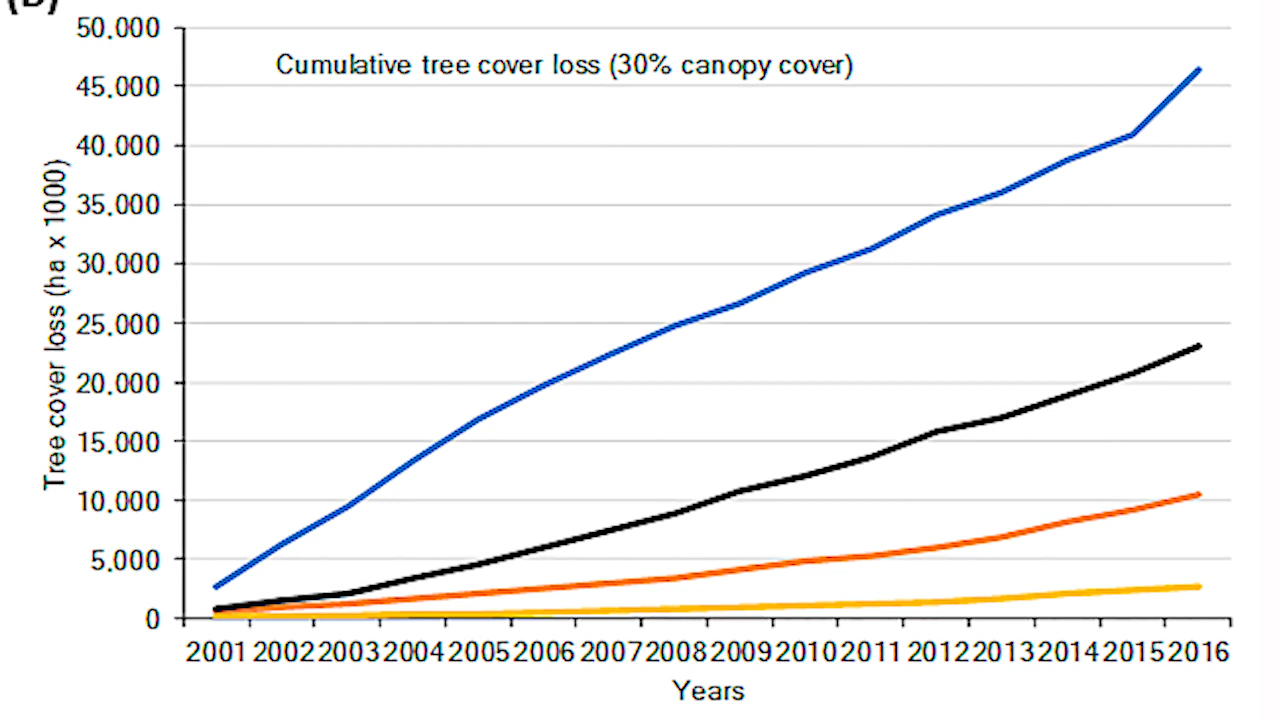 50.000
Cumulative tree cover loss (30% canopy cover)
45.000
40.000
35.000
30.000
25.000
20.000
15.000
10.000
5.000
0
Tree cover loss (ha x 1000)
2001 2002 2003 2004 2005 2006 2007 2008 2009 2010 2011 2012 2013 2014 2015 2016
Years